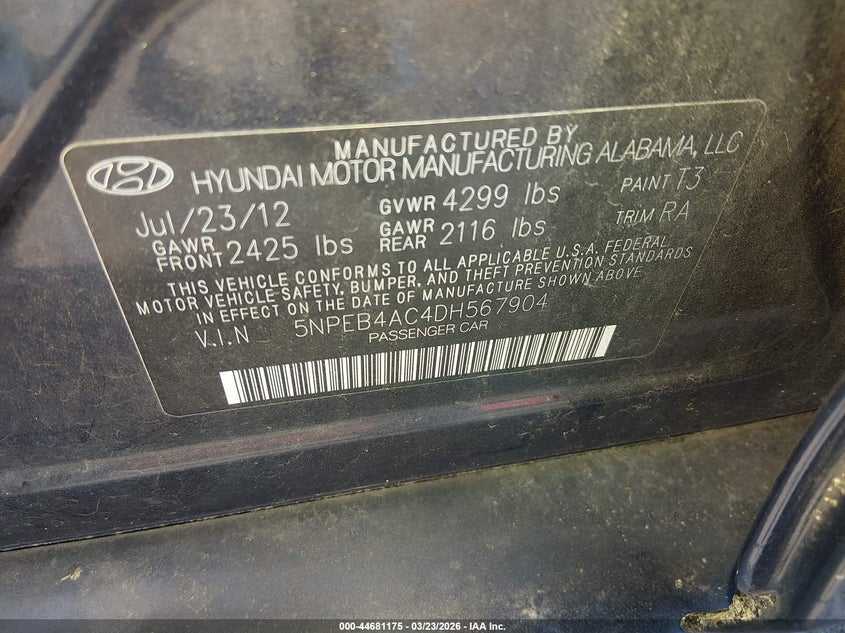 MANUFACTURED BY
HYUNDAI MOTOR MANUFACTURING ALABAMA, LLC
Jul/23/12 GVWR 4299 lbs PAINT T3
GAWR FRONT 2425 lbs GAWR REAR 2116 lbs TRIM RA
THIS VEHICLE CONFORMS TO ALL APPLICABLE U.S.A. FEDERAL
MOTOR VEHICLE SAFETY, BUMPER, AND THEFT PREVENTION STANDARDS
IN EFFECT ON THE DATE OF MANUFACTURE SHOWN ABOVE
V.I.N 5NPEB4AC4DH567904
PASSENGER CAR
000-44681175 - 03/23/2026 - IAA Inc.